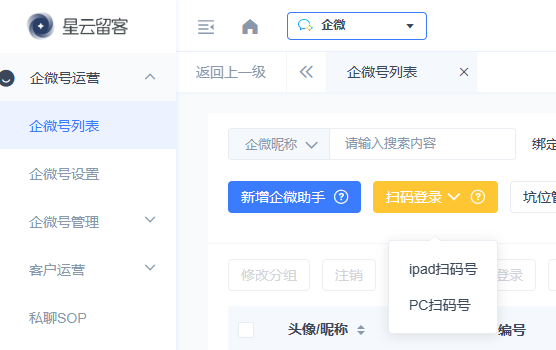 星云留客
企微
企微号运营
返回上一级
企微号列表
企微号列表
企微昵称
请输入搜索内容
绑定
企微号设置
新增企微助手
扫码登录
坑位管
企微号管理
ipad扫码号
PC扫码号
客户运营
修改分组
注销
登录
私聊SOP
头像/昵称
编号